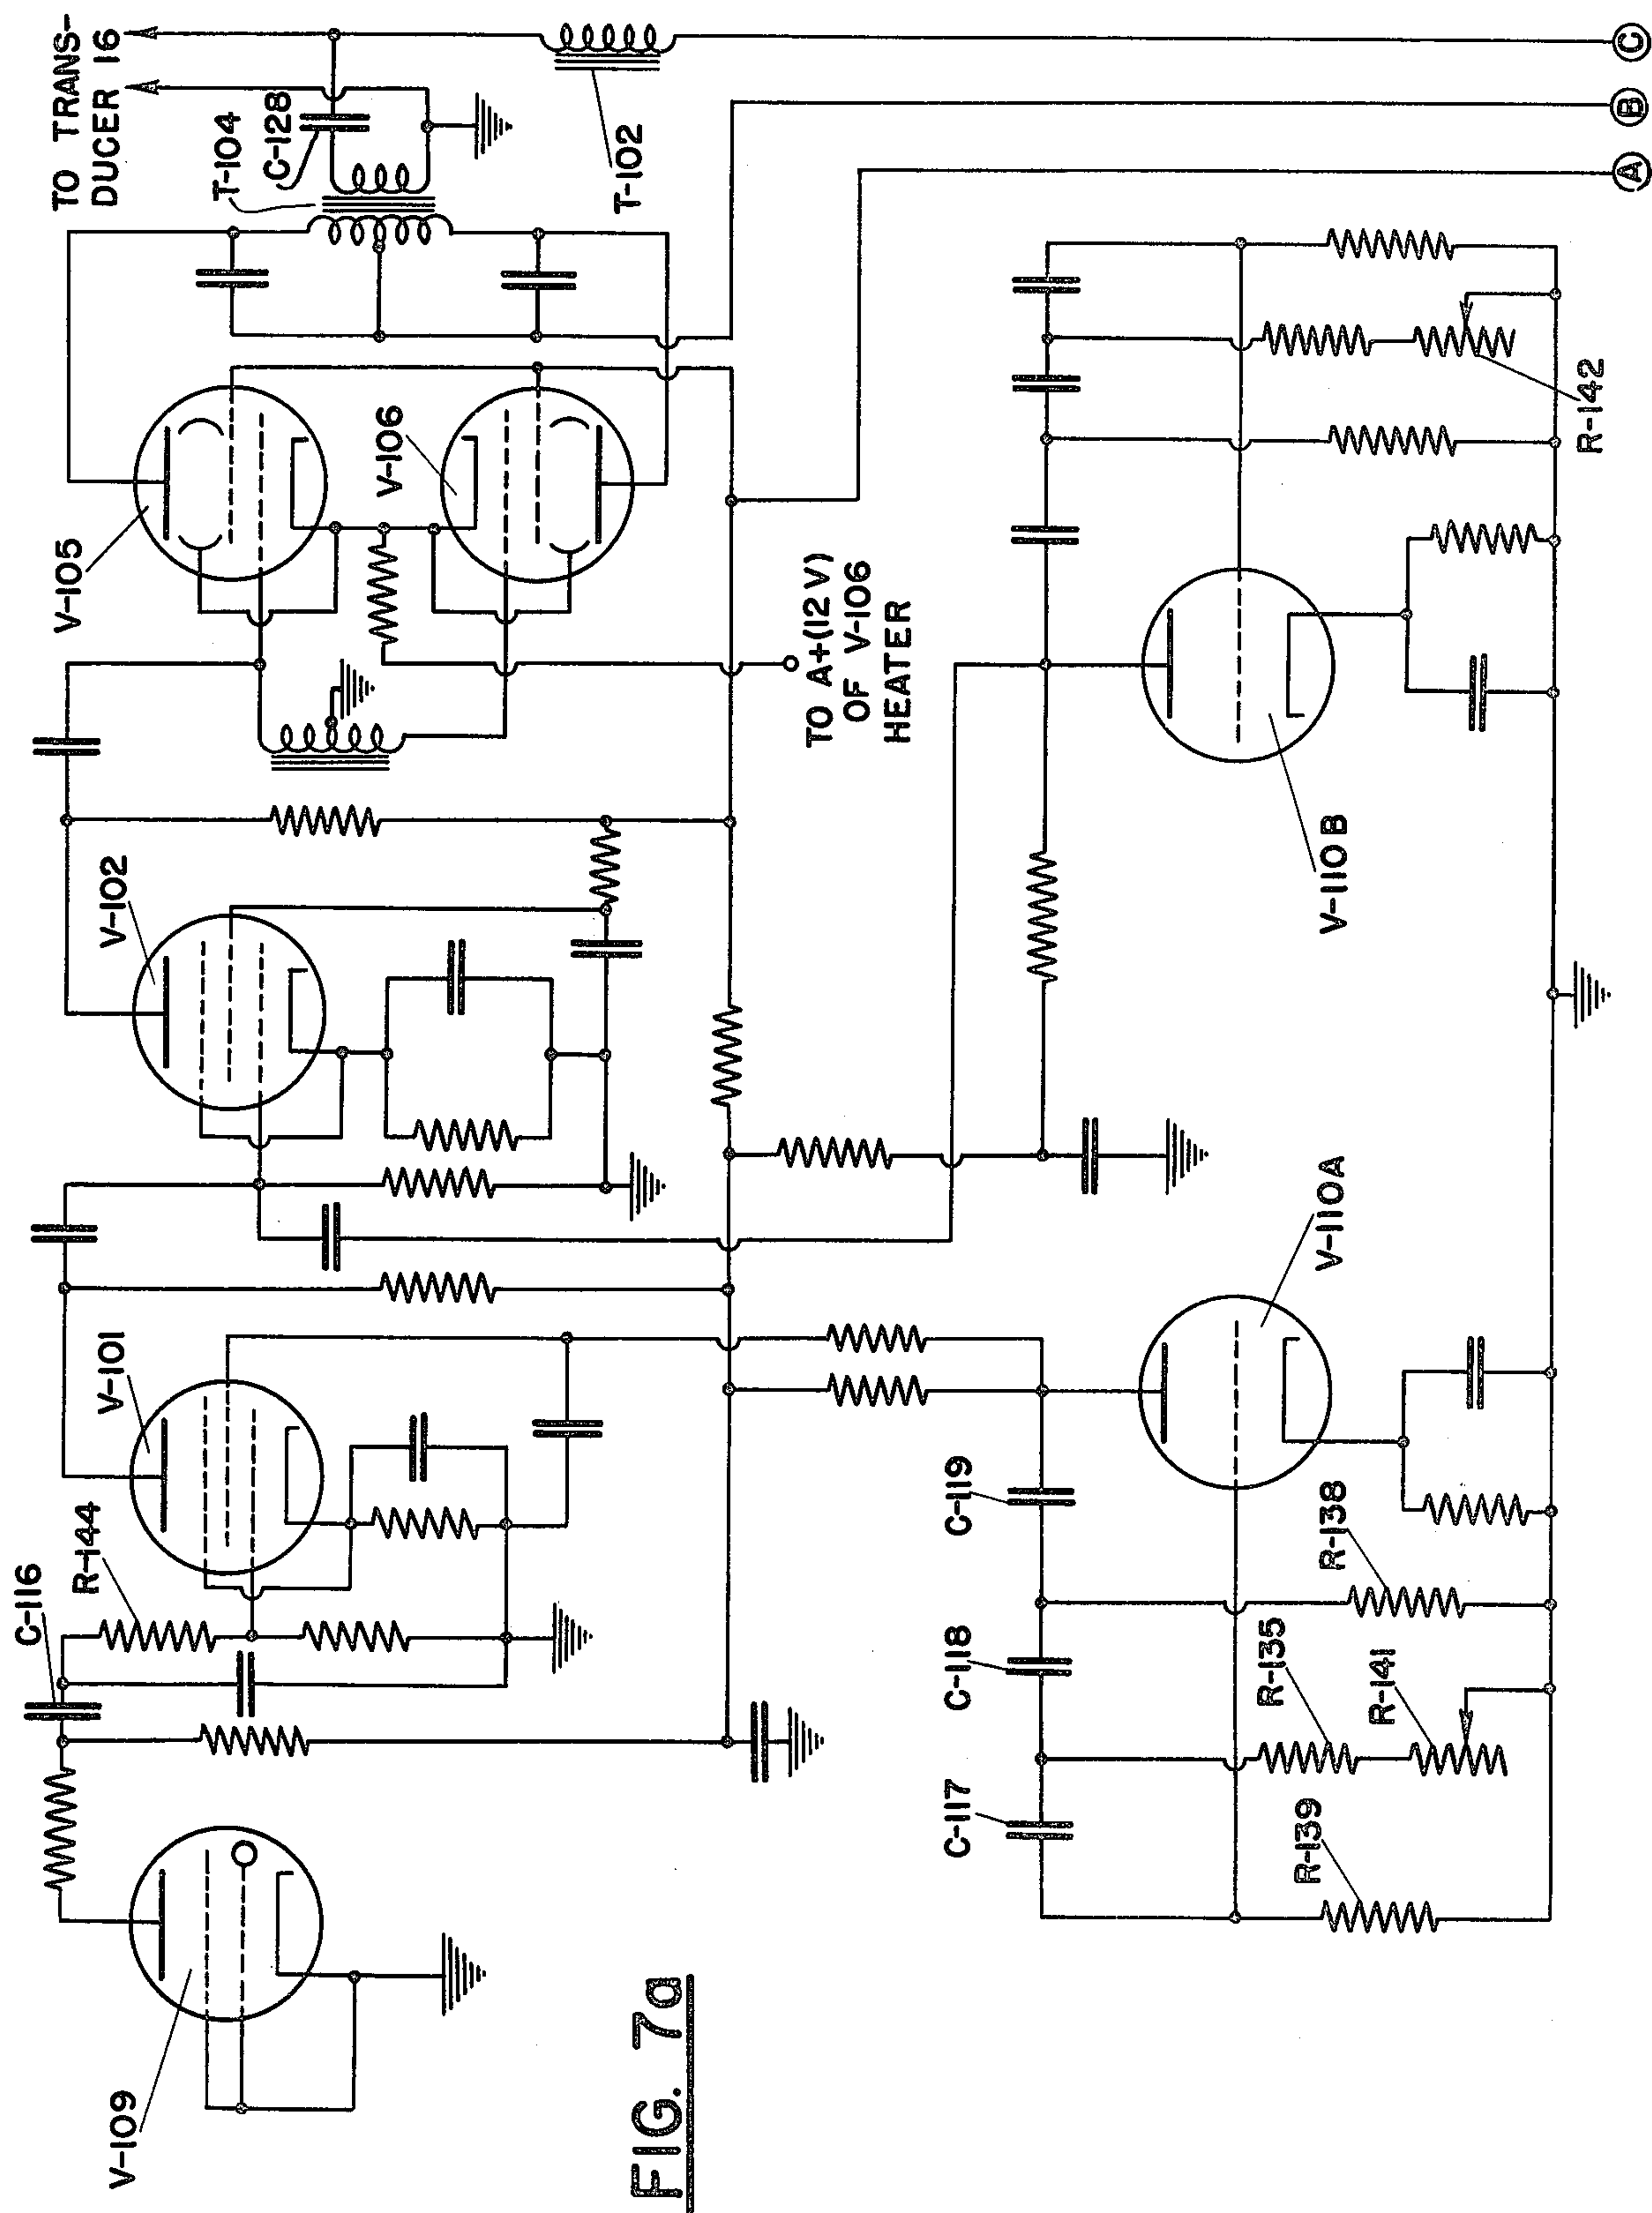 V-109
C-116
R-144
V-101
V-102
V-105
V-106
T-104
C-128
TO TRANS-
DUCER 16
T-102
TO A+(12 V)
OF V-106
HEATER
C-117
C-118
C-119
R-139
R-135
R-141
R-138
V-110A
V-110B
R-142
A
B
C
FIG. 7a